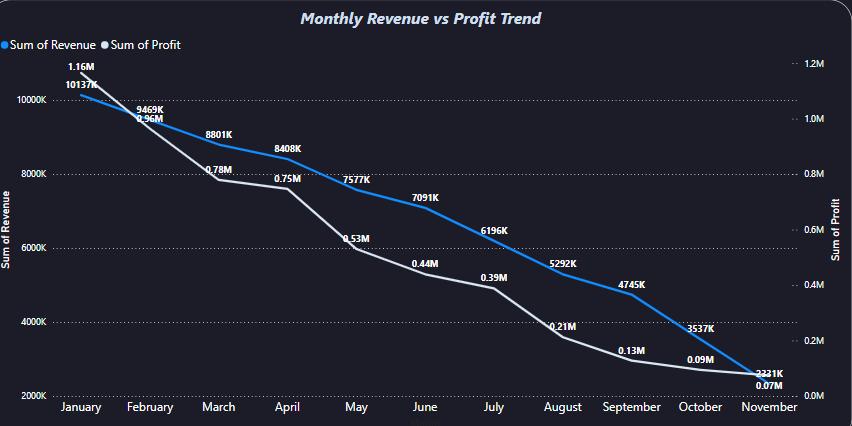 Monthly Revenue vs Profit Trend
Sum of Revenue Sum of Profit
1.2M
1.16M
10137K
10000K
9469K
0.96M
1.0M
8801K
8408K
8000K
0.78M
0.75M
7577K
0.8M
7091K
Sum of Revenue
Sum of Profit
6196K
0.6M
6000K
0.53M
5292K
0.44M
0.39M
4745K
0.4M
4000K
3537K
0.21M
0.2M
0.13M
0.09M
2331K
0.07M
2000K
0.0M
January February March April May June July August September October November